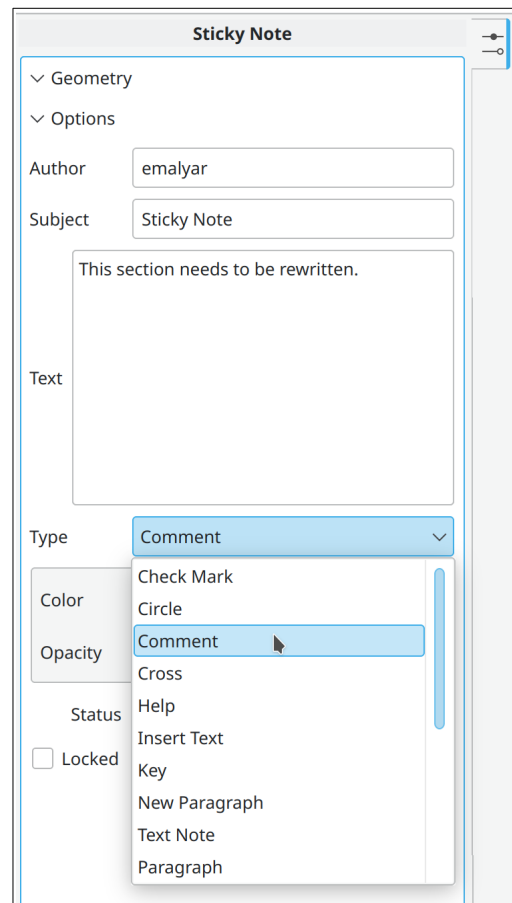 Sticky Note
Geometry
Options
Author emalyar
Subject Sticky Note
This section needs to be rewritten.
Text
Type Comment
Check Mark
Color
Circle
Comment
Opacity
Cross
Help
Status
Insert Text
Locked
Key
New Paragraph
Text Note
Paragraph